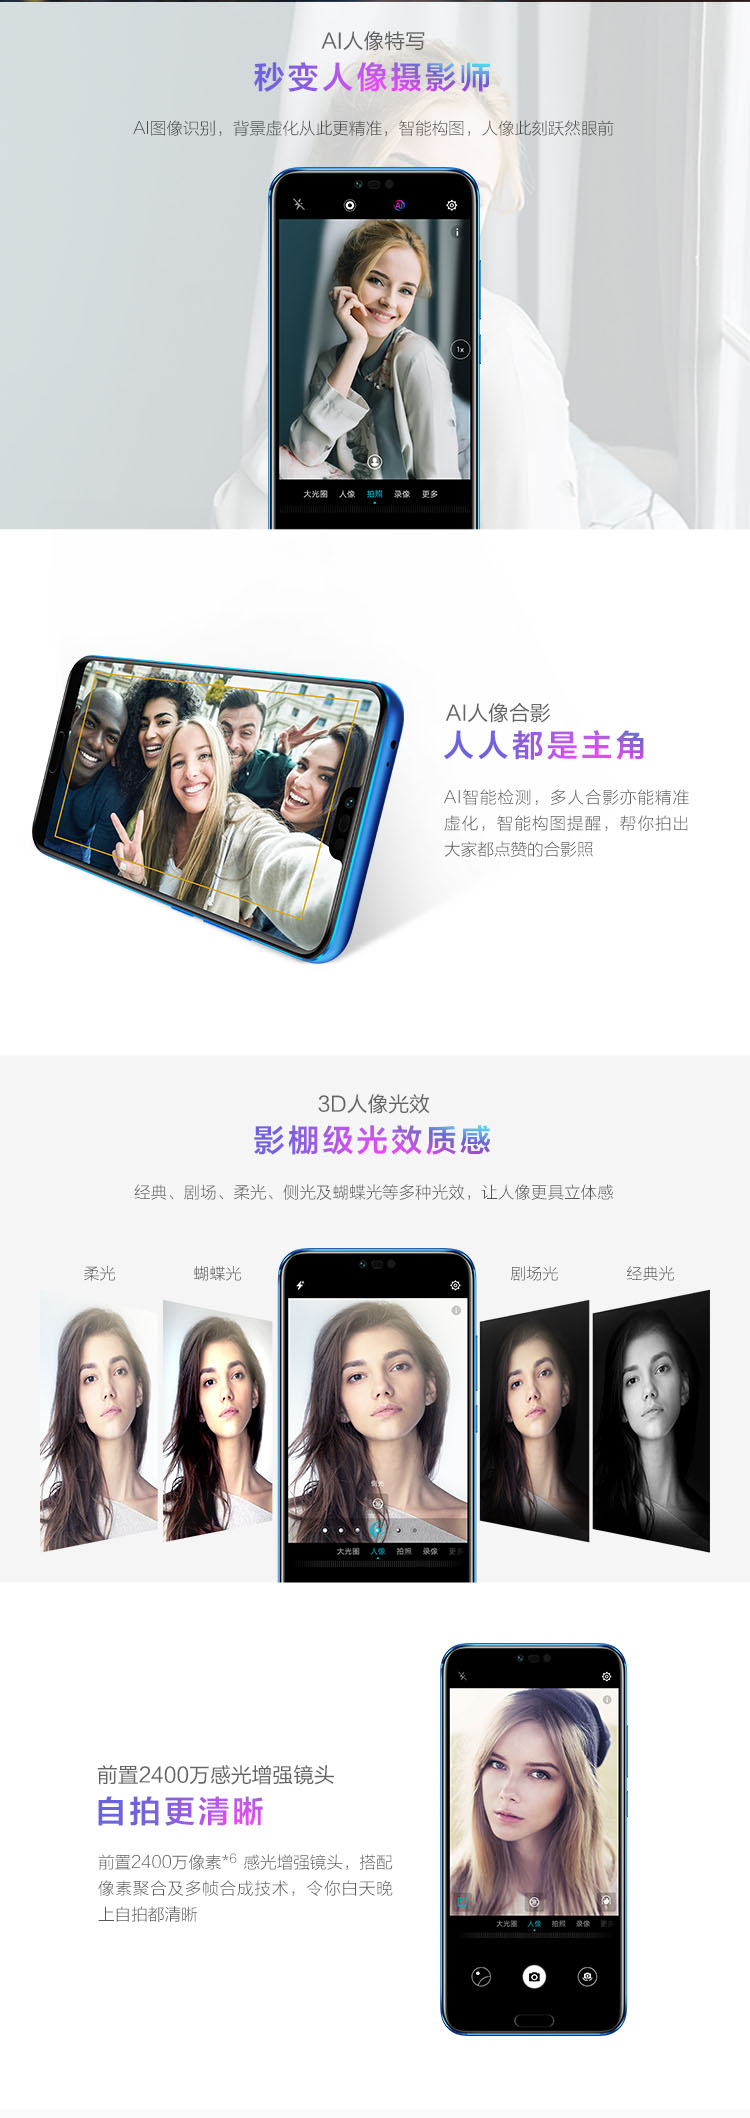 AI人像特写
秒变人像摄影师
AI图像识别，背景虚化从此更精准，智能构图，人像此刻跃然眼前
AI
i
1x
大光圈 人像 拍照 录像 更多
AI人像合影
人人都是主角
AI智能检测，多人合影亦能精准
虚化，智能构图提醒，帮你拍出
大家都点赞的合影照
3D人像光效
影棚级光效质感
经典、剧场、柔光、侧光及蝴蝶光等多种光效，让人像更具立体感
柔光 蝴蝶光 剧场光 经典光
侧光
大光圈 人像 拍照 录像 更多
前置2400万感光增强镜头
自拍更清晰
前置2400万像素*6 感光增强镜头，搭配
像素聚合及多帧合成技术，令你白天晚
上自拍都清晰
大光圈 人像 拍照 录像 更多